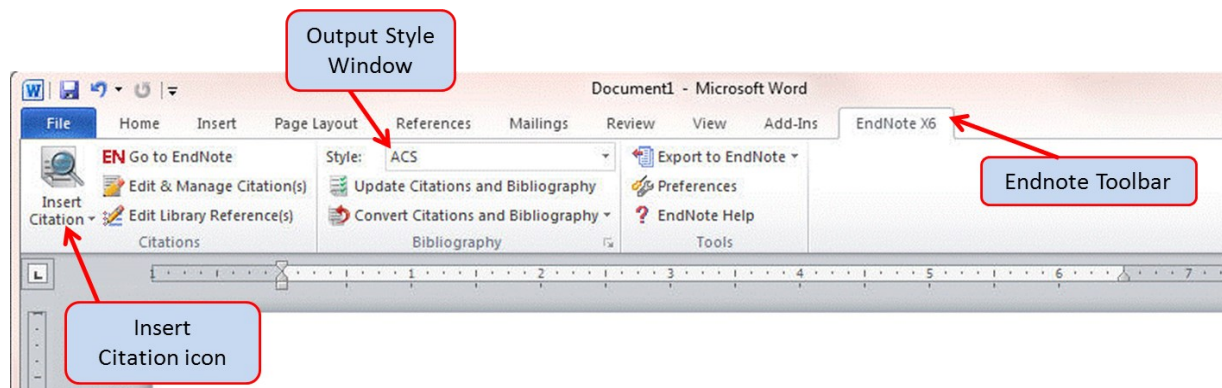 Output Style
Window
W
Document1 - Microsoft Word
File Home Insert Page Layout References Mailings Review View Add-Ins EndNote X6
EN Go to EndNote Style: ACS Export to EndNote
Edit & Manage Citation(s) Update Citations and Bibliography Preferences
Insert
Citation Edit Library Reference(s) Convert Citations and Bibliography ? EndNote Help
Citations Bibliography Tools
Endnote Toolbar
L 1 1 2 3 4 5 6 7
Insert
Citation icon